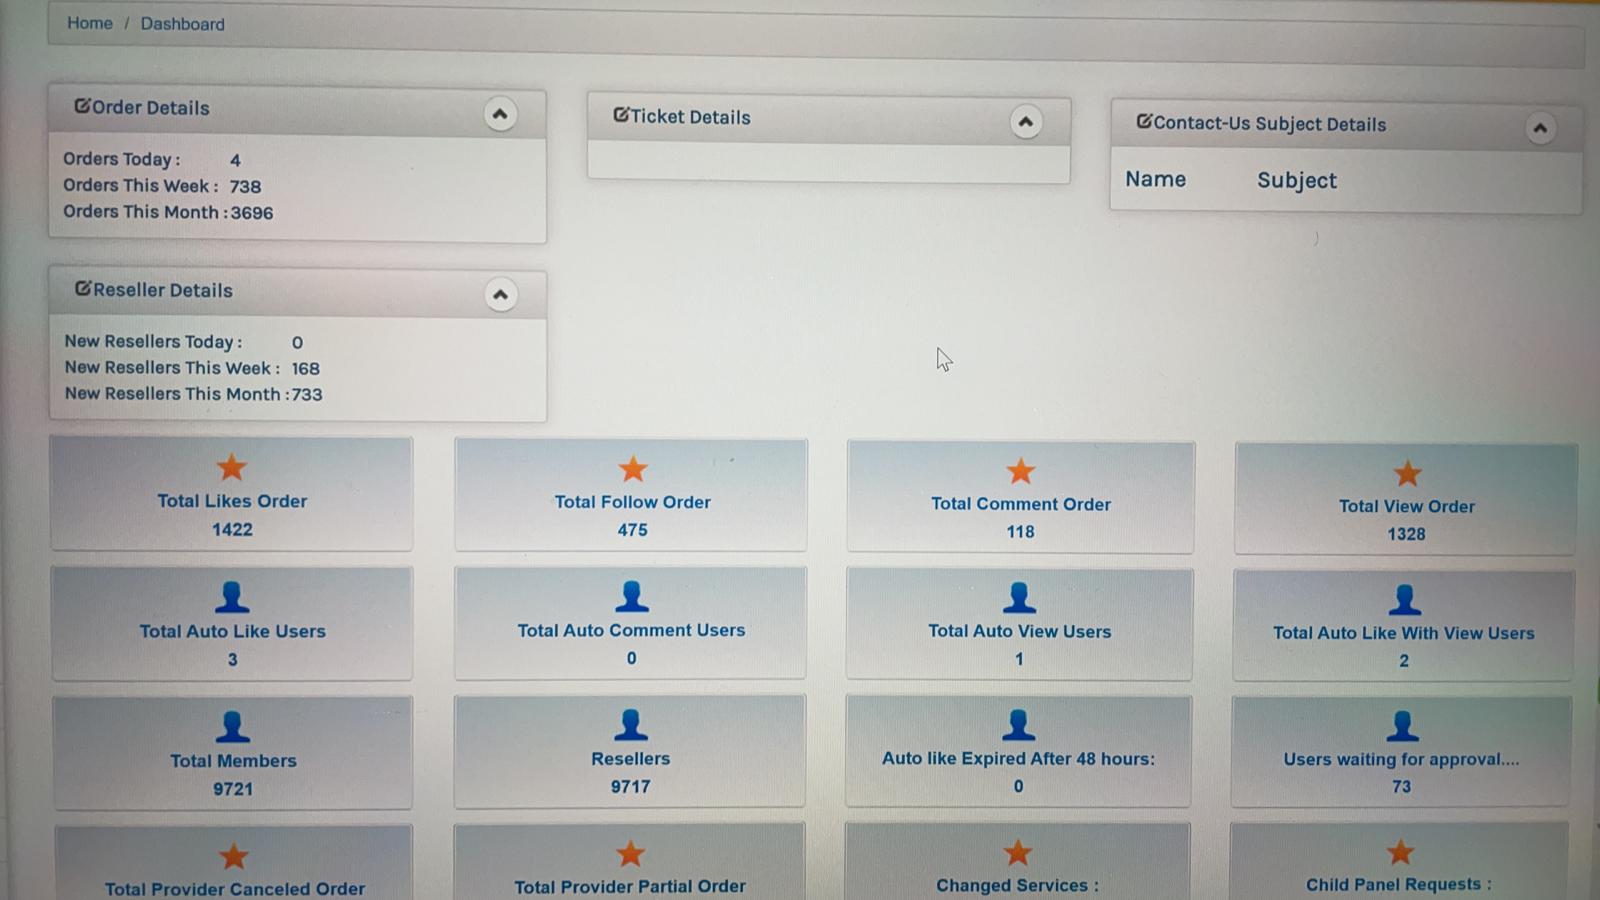 Home / Dashboard
Order Details
Orders Today : 4
Orders This Week : 738
Orders This Month : 3696
Ticket Details
Contact-Us Subject Details
Name Subject
Reseller Details
New Resellers Today : 0
New Resellers This Week : 168
New Resellers This Month : 733
Total Likes Order
1422
Total Follow Order
475
Total Comment Order
118
Total View Order
1328
Total Auto Like Users
3
Total Auto Comment Users
0
Total Auto View Users
1
Total Auto Like With View Users
2
Total Members
9721
Resellers
9717
Auto like Expired After 48 hours:
0
Users waiting for approval....
73
Total Provider Canceled Order
Total Provider Partial Order
Changed Services :
Child Panel Requests :